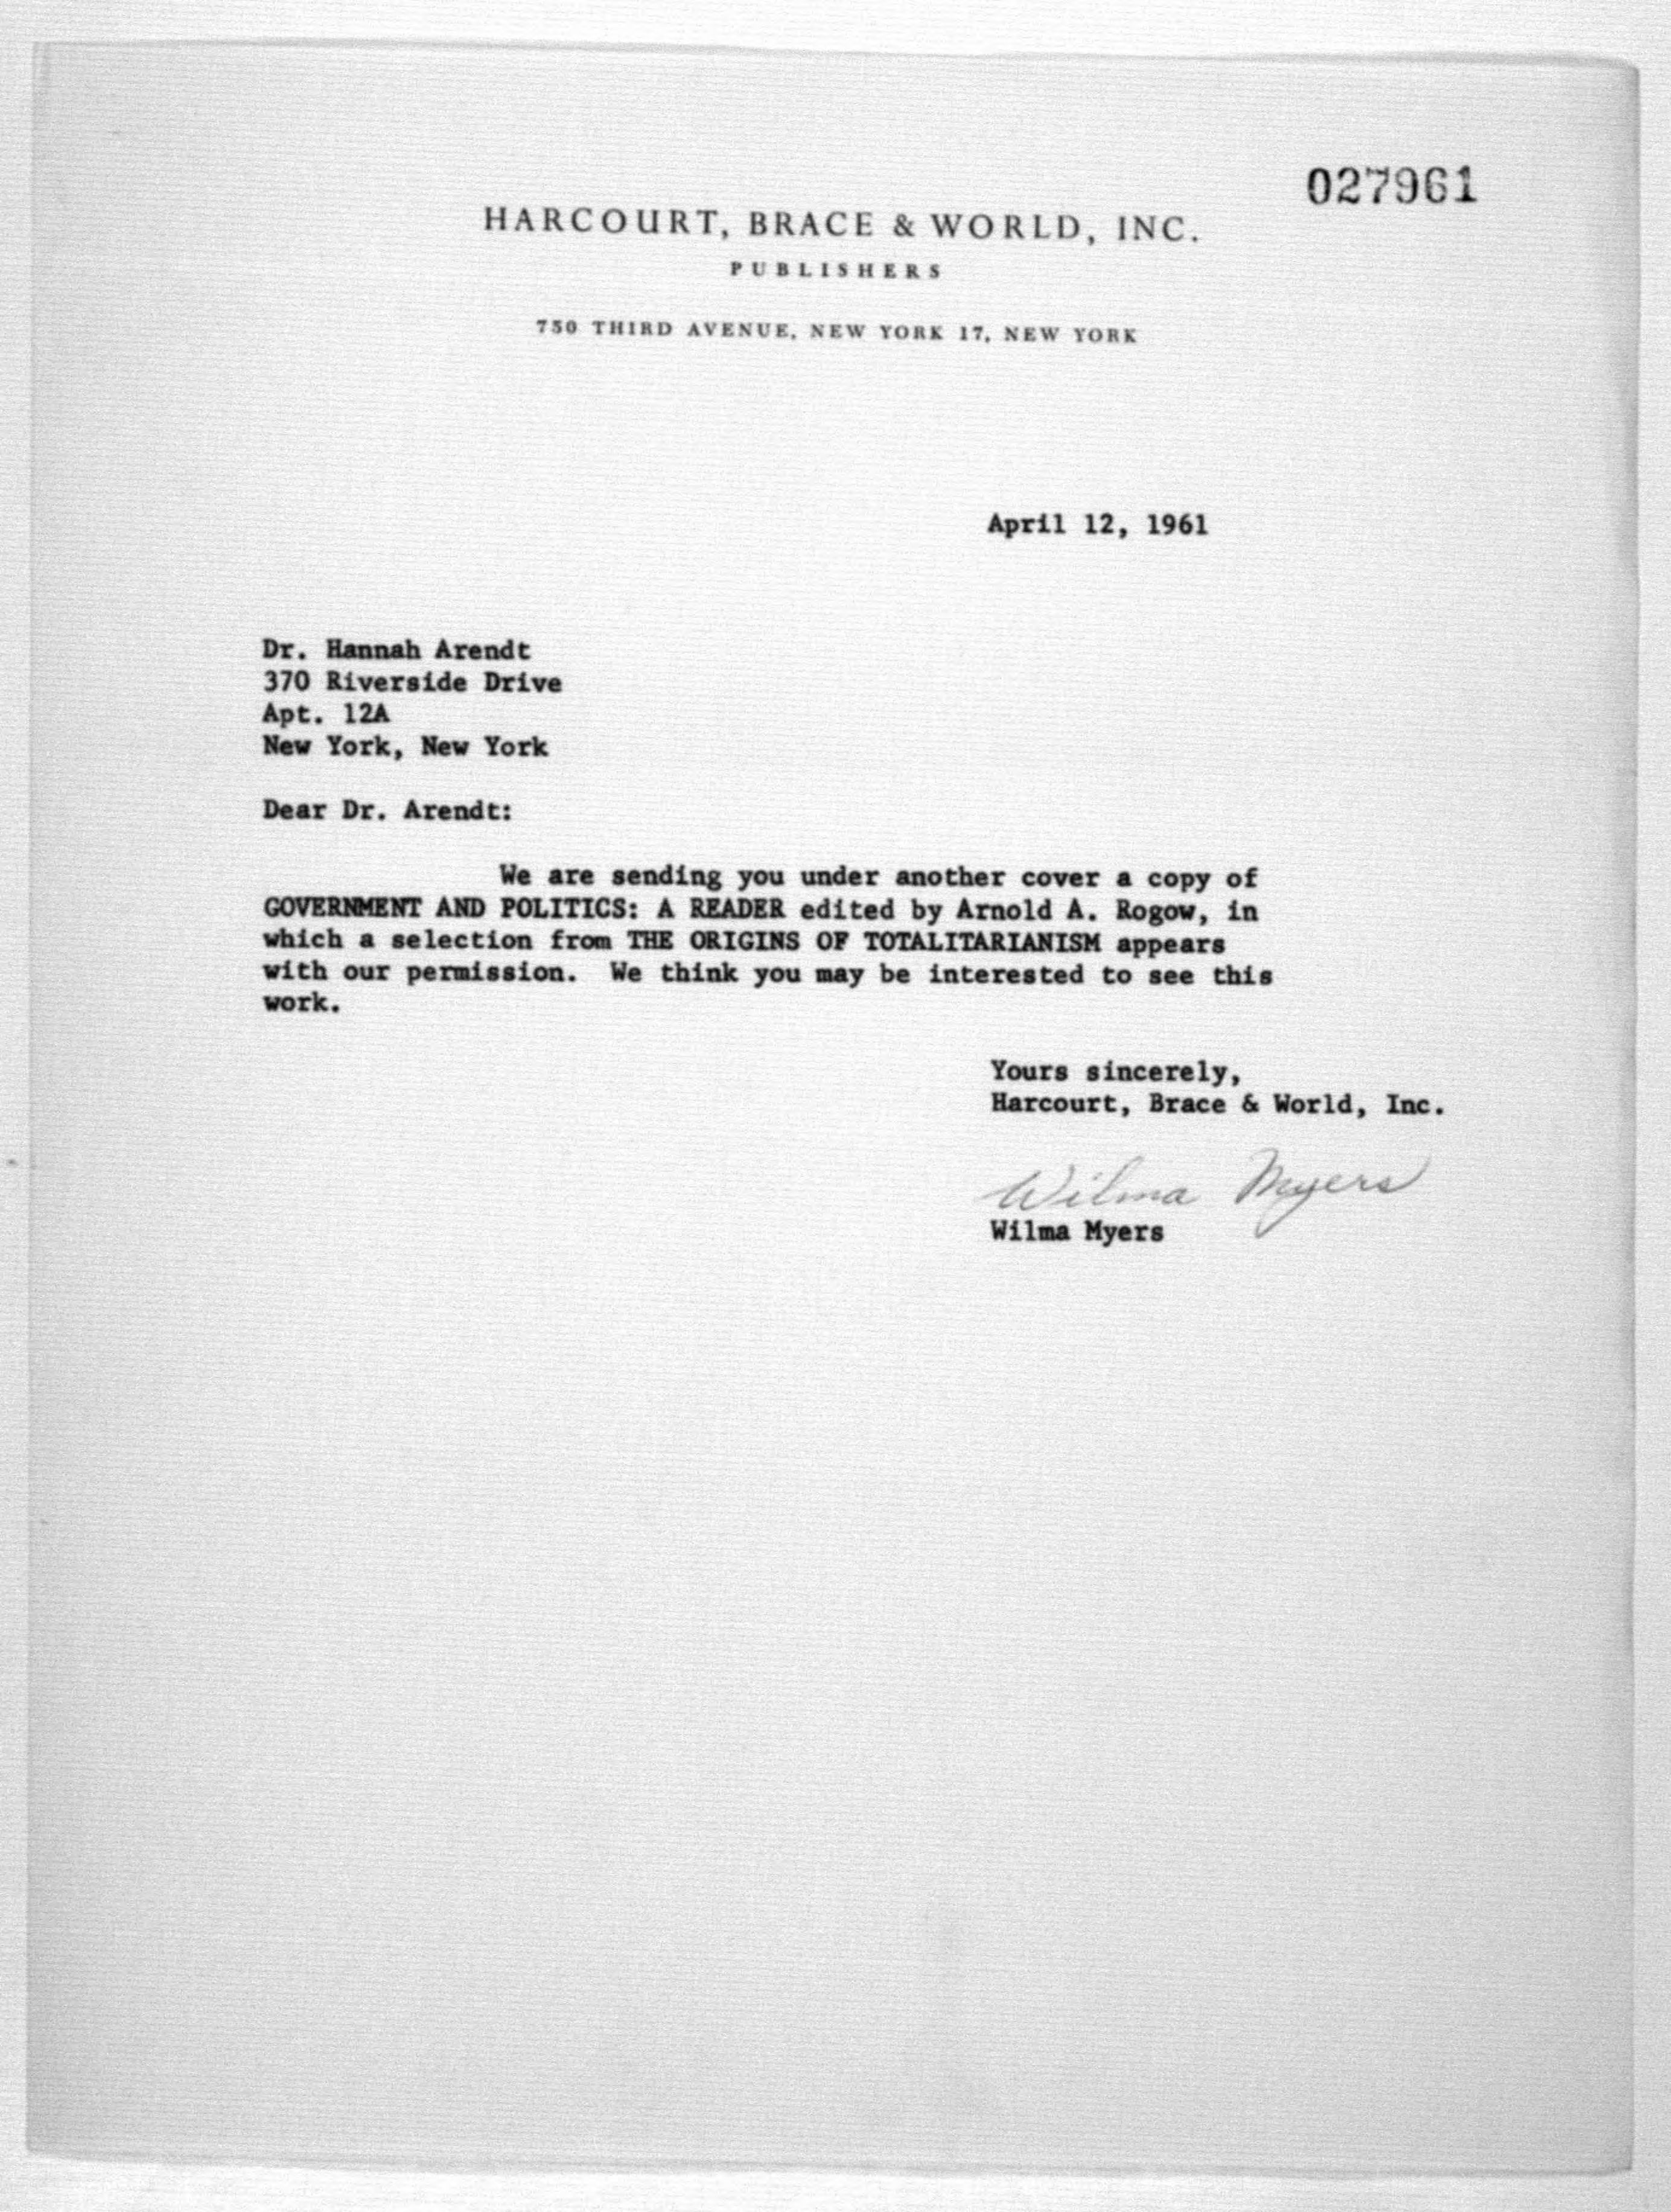 027961
HARCOURT, BRACE & WORLD, INC.
PUBLISHERS
750 THIRD AVENUE, NEW YORK 17, NEW YORK
April 12, 1961
Dr. Hannah Arendt
370 Riverside Drive
Apt. 12A
New York, New York
Dear Dr. Arendt:
We are sending you under another cover a copy of
GOVERNMENT AND POLITICS: A READER edited by Arnold A. Rogow, in
which a selection from THE ORIGINS OF TOTALITARIANISM appears
with our permission. We think you may be interested to see this
work.
Yours sincerely,
Harcourt, Brace & World, Inc.
Wilma Myers
Wilma Myers